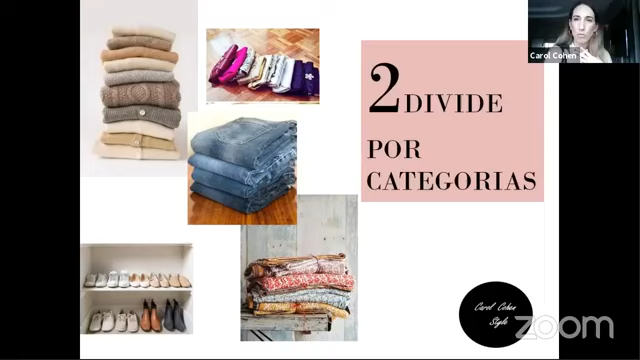 Carol Cohen
2 DIVIDE
POR
CATEGORIAS
Carol Cohen
Style
zoom